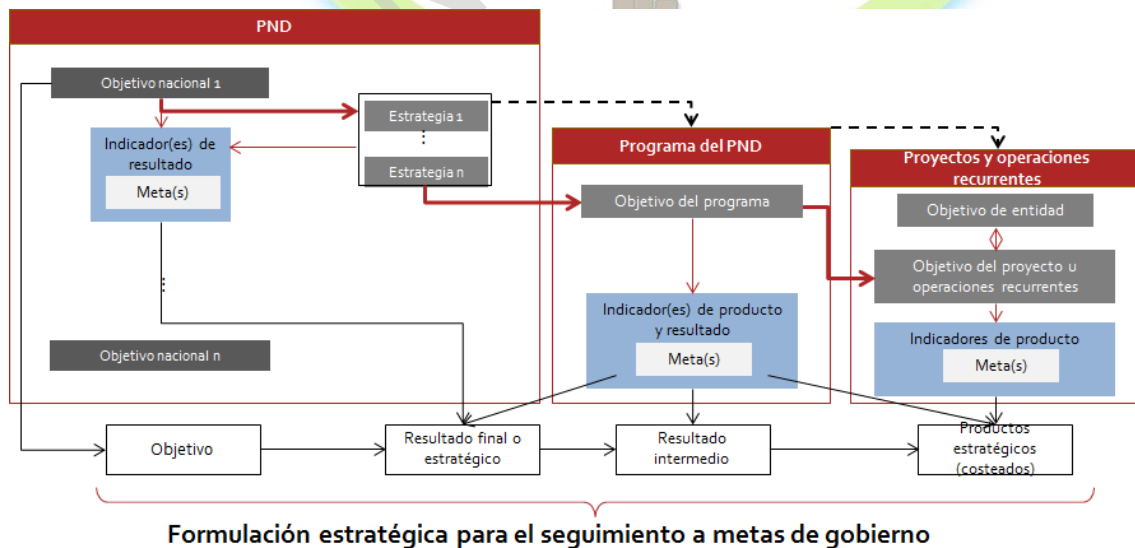 PND
Objetivo nacional 1
Estrategia 1
⋮
Estrategia n
Indicador(es) de
resultado
Meta(s)
⋮
Objetivo nacional n
Programa del PND
Objetivo del programa
Indicador(es) de producto
y resultado
Meta(s)
Proyectos y operaciones
recurrentes
Objetivo de entidad
Objetivo del proyecto u
operaciones recurrentes
Indicadores de producto
Meta(s)
Objetivo
Resultado final o
estratégico
Resultado
intermedio
Productos
estratégicos
(costeados)
Formulación estratégica para el seguimiento a metas de gobierno